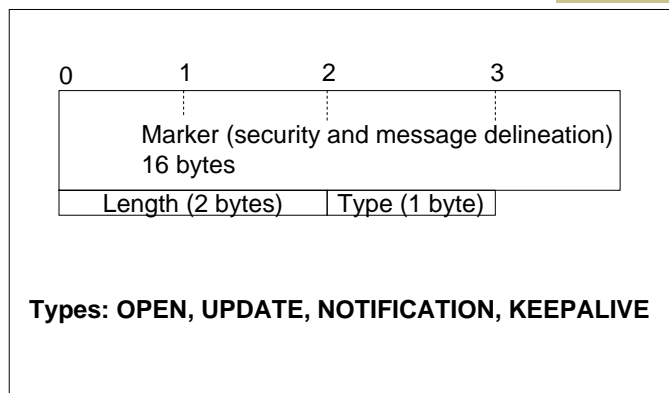 0 1 2 3
Marker (security and message delineation)
16 bytes
Length (2 bytes) Type (1 byte)
Types: OPEN, UPDATE, NOTIFICATION, KEEPALIVE